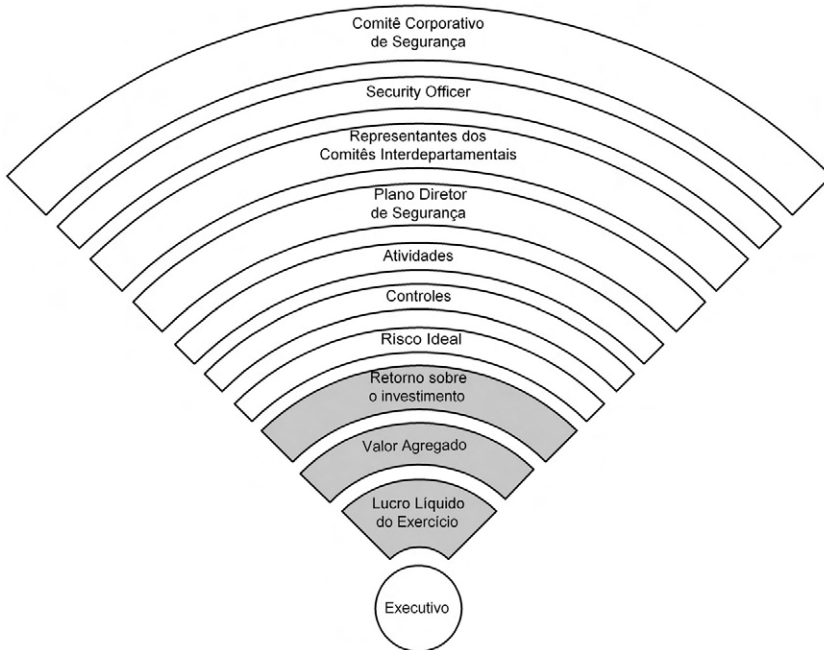 Comitê Corporativo
de Segurança
Security Officer
Representantes dos
Comitês Interdepartamentais
Plano Diretor
de Segurança
Atividades
Controles
Risco Ideal
Retorno sobre
o investimento
Valor Agregado
Lucro Líquido
do Exercício
Executivo